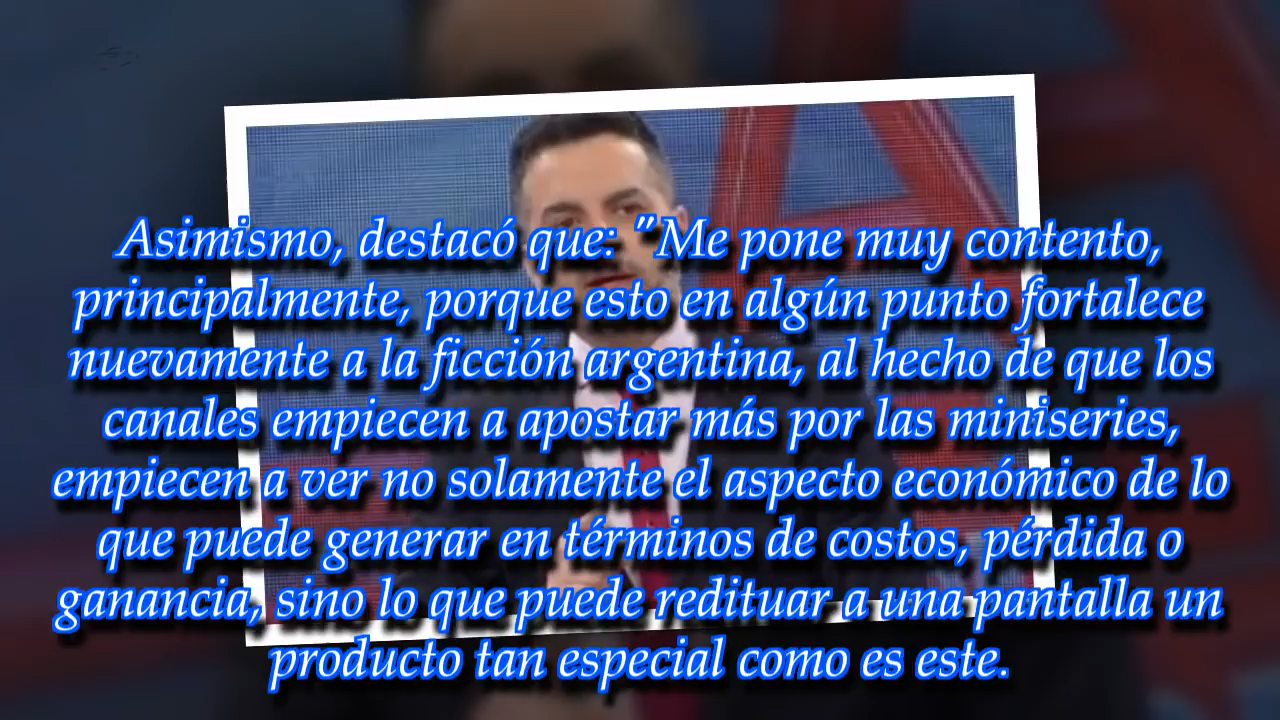 Asimismo, destacó que: "Me pone muy contento,
principalmente, porque esto en algún punto fortalece
nuevamente a la ficción argentina, al hecho de que los
canales empiecen a apostar más por las miniseries,
empiecen a ver no solamente el aspecto económico de lo
que puede generar en términos de costos, pérdida o
ganancia, sino lo que puede redituar a una pantalla un
producto tan especial como es este.